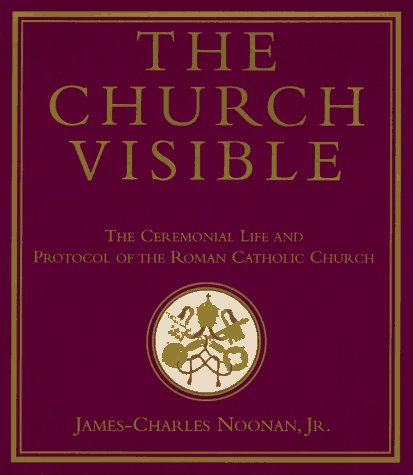 THE
CHURCH
VISIBLE
THE CEREMONIAL LIFE AND
PROTOCOL OF THE ROMAN CATHOLIC CHURCH
JAMES-CHARLES NOONAN, JR.